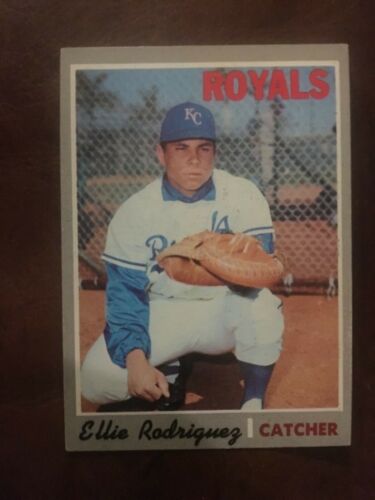 ROYALS
KC
Ellie Rodriguez CATCHER